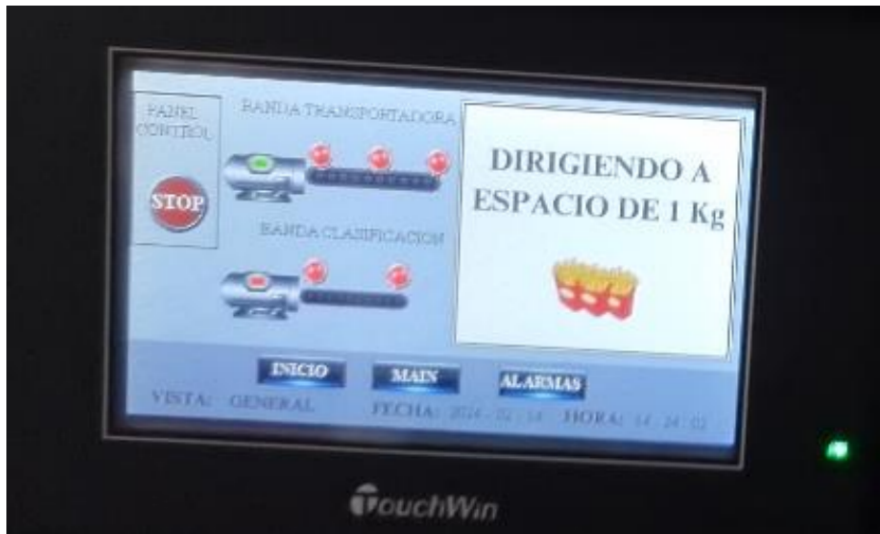 PANEL
CONTROL
STOP
BANDA TRANSPORTADORA
BANDA CLASIFICACION
DIRIGIENDO A
ESPACIO DE 1 Kg
INICIO
MAIN
ALARMAS
VISTA: GENERAL FECHA: HORA:
TouchWin